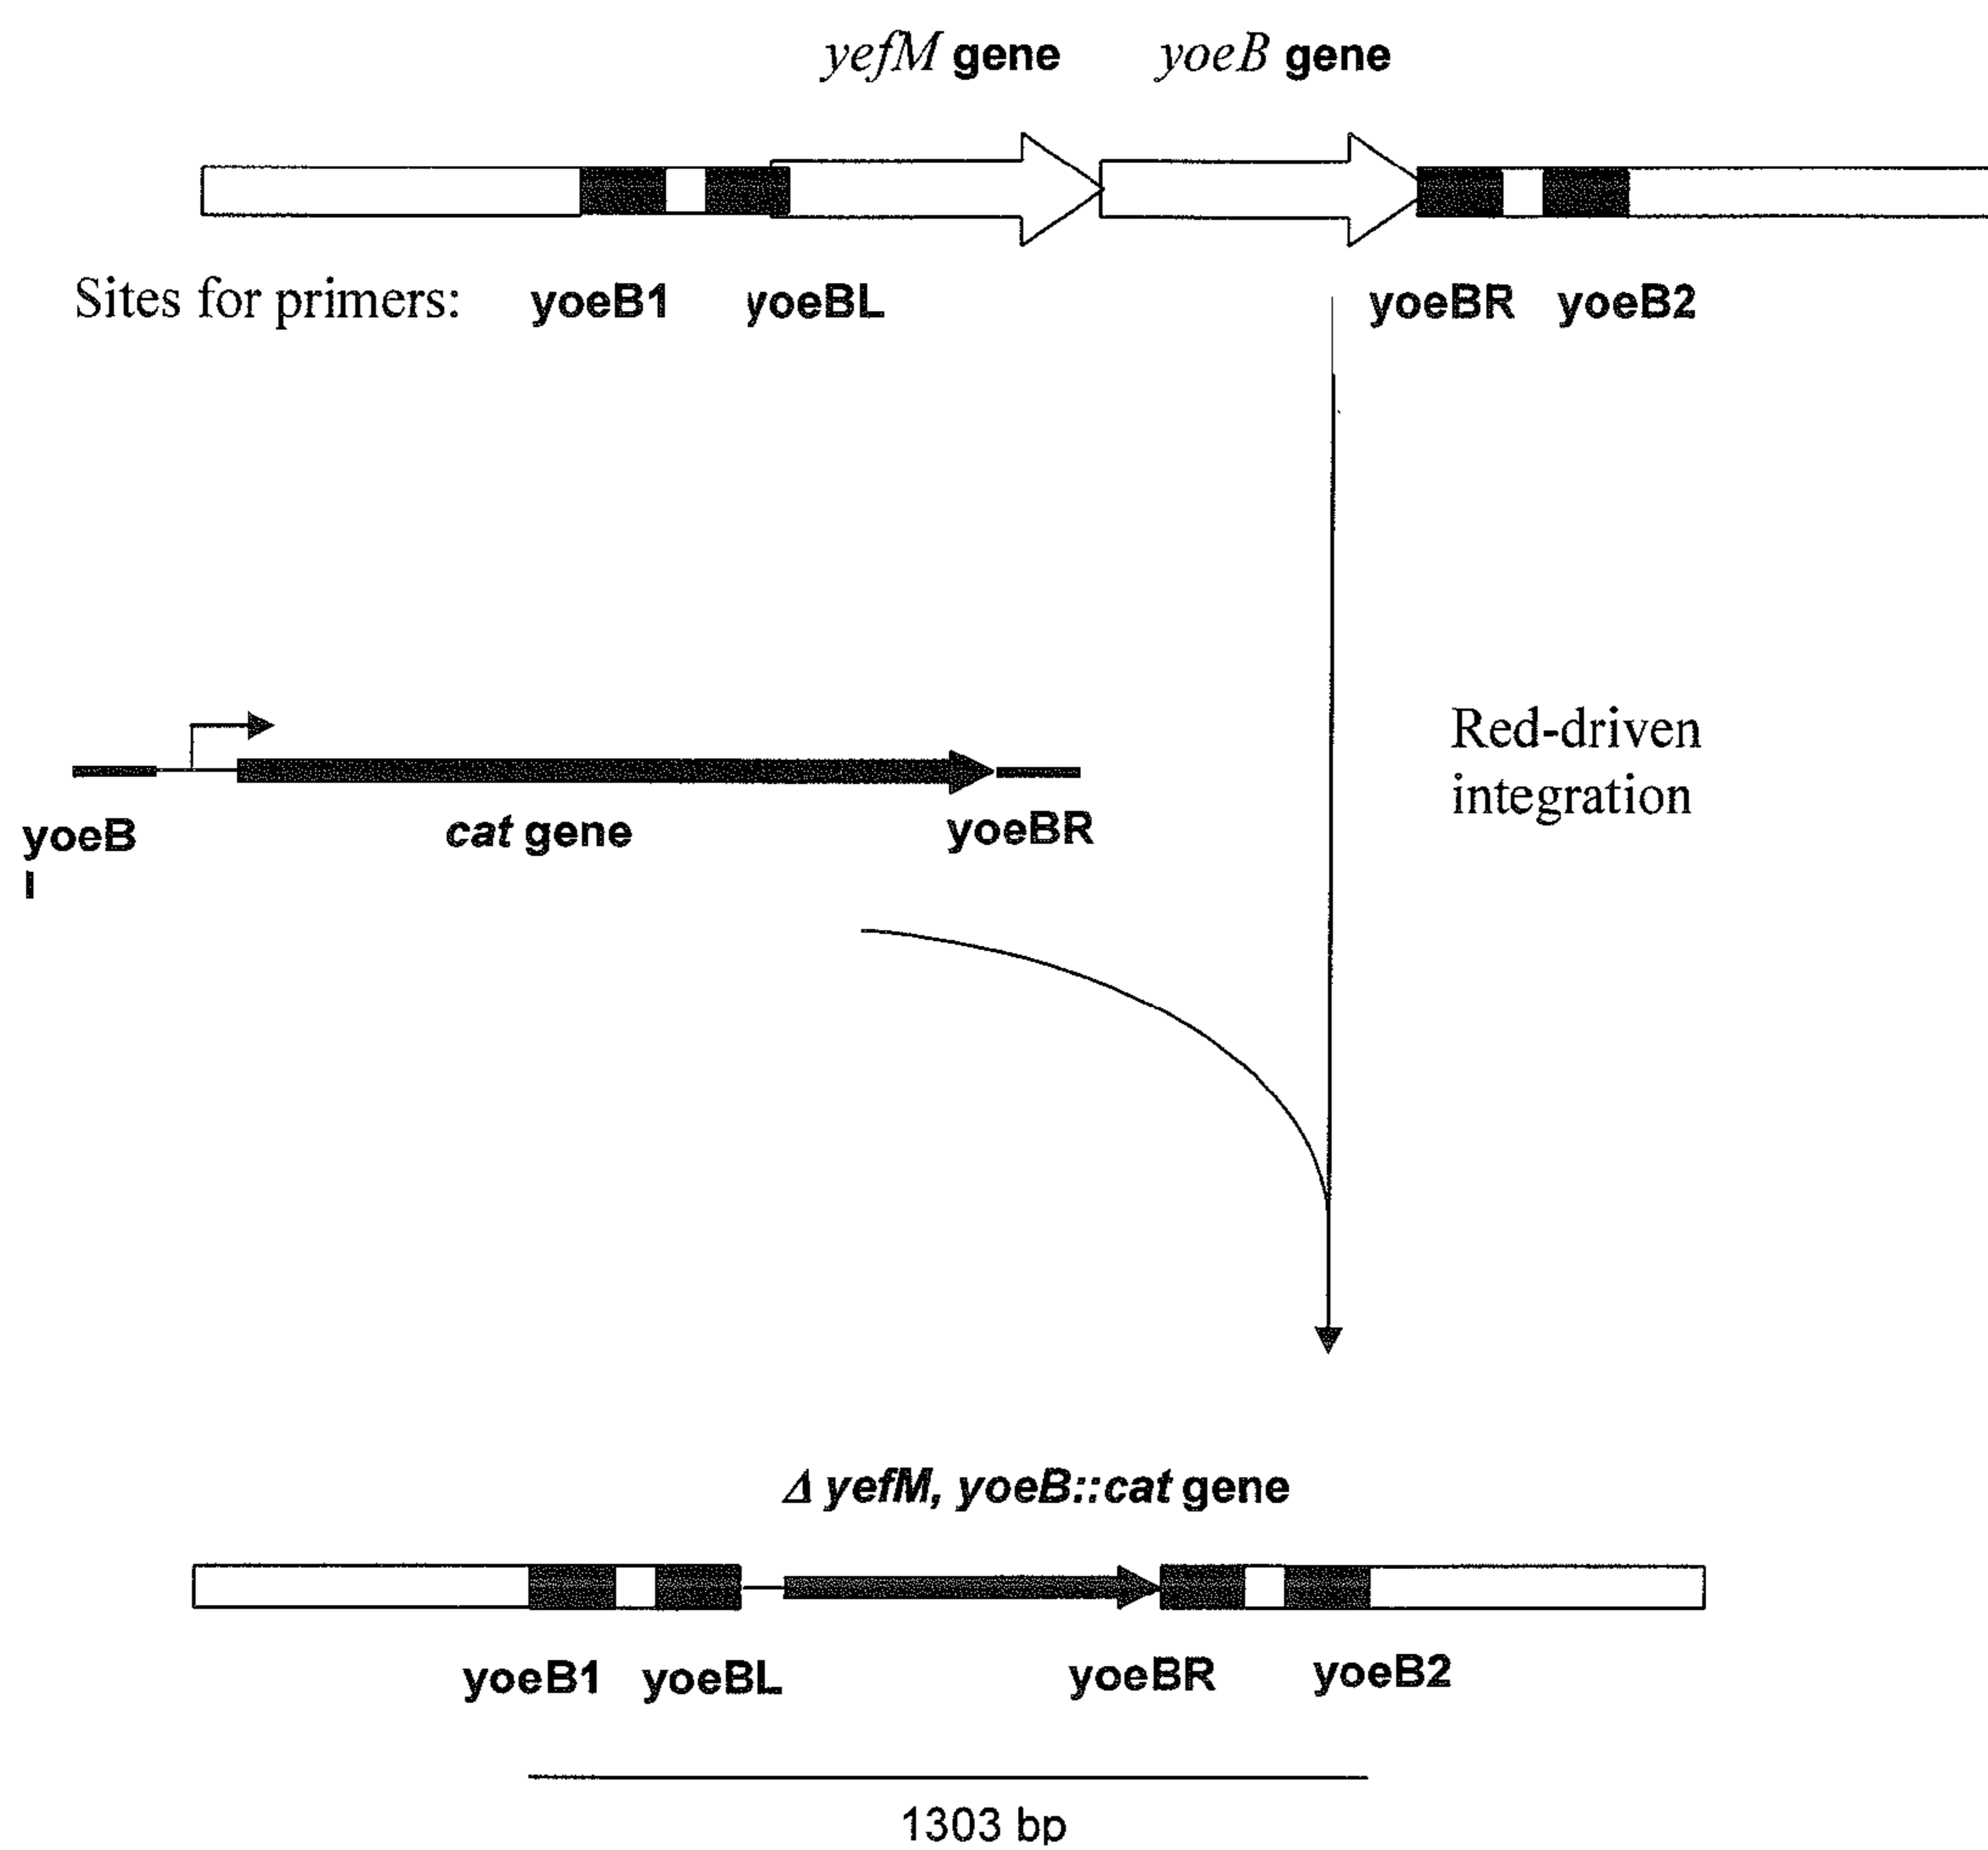 yefM gene yoeB gene
Sites for primers: yoeB1 yoeBL yoeBR yoeB2
Red-driven
integration
yoeB cat gene yoeBR
Δ yefM, yoeB::cat gene
yoeB1 yoeBL yoeBR yoeB2
1303 bp